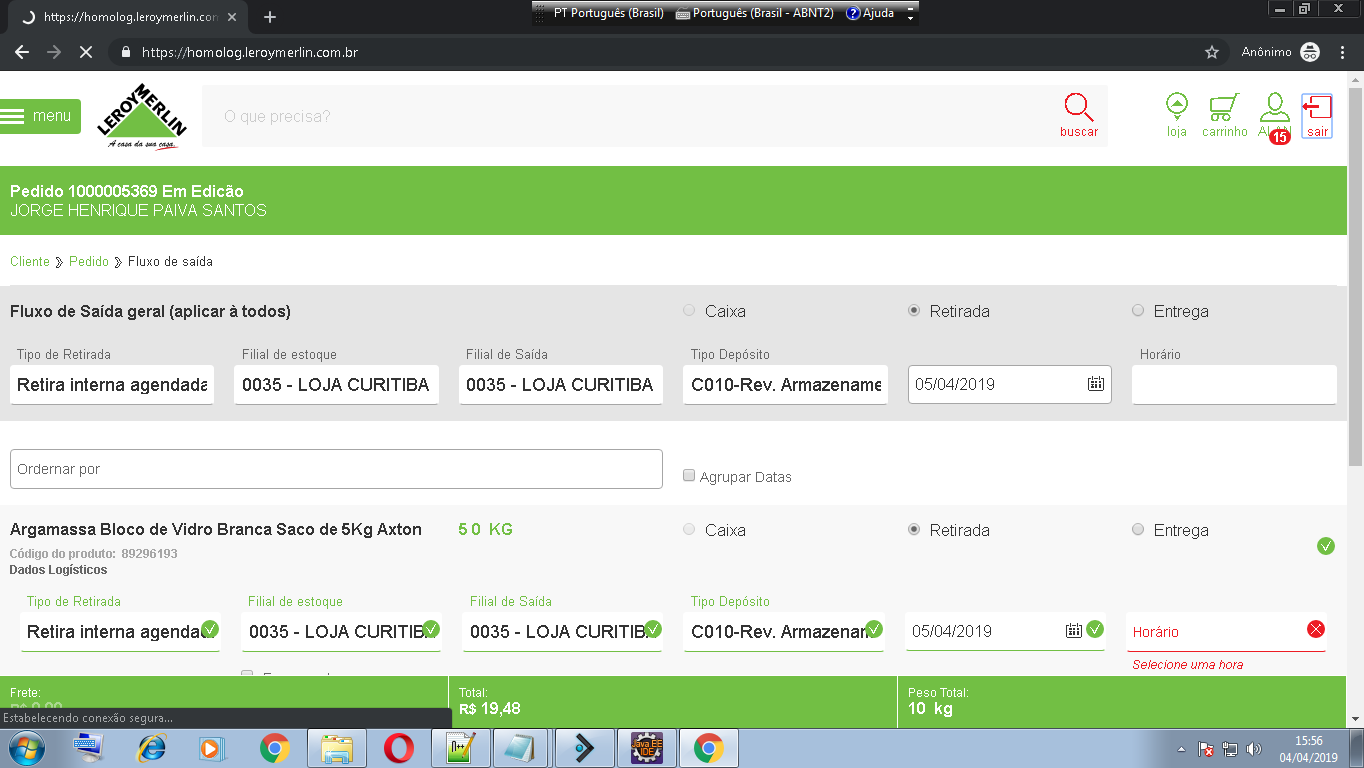 https://homolog.leroymerlin.con
PT Português (Brasil) Português (Brasil - ABNT2) Ajuda
https://homolog.leroymerlin.com.br
Anônimo
menu
LEROY MERLIN
A casa da sua casa.
O que precisa?
buscar
loja
carrinho
15
sair
Pedido 1000005369 Em Edicão
JORGE HENRIQUE PAIVA SANTOS
Cliente Pedido Fluxo de saída
Fluxo de Saída geral (aplicar à todos) Caixa Retirada Entrega
Tipo de Retirada Filial de estoque Filial de Saída Tipo Depósito Horário
Retira interna agendada 0035 - LOJA CURITIBA 0035 - LOJA CURITIBA C010-Rev. Armazename 05/04/2019
Ordernar por
Agrupar Datas
Argamassa Bloco de Vidro Branca Saco de 5Kg Axton 5 0 KG Caixa Retirada Entrega
Código do produto: 89296193
Dados Logísticos
Tipo de Retirada Filial de estoque Filial de Saída Tipo Depósito
Retira interna agenda 0035 - LOJA CURITIB 0035 - LOJA CURITIB C010-Rev. Armazenan 05/04/2019 Horário
Selecione uma hora
Frete: Total: Peso Total:
R$ 19,48 10 kg
Estabelecendo conexão segura...
Java EE
IDE
15:56
04/04/2019